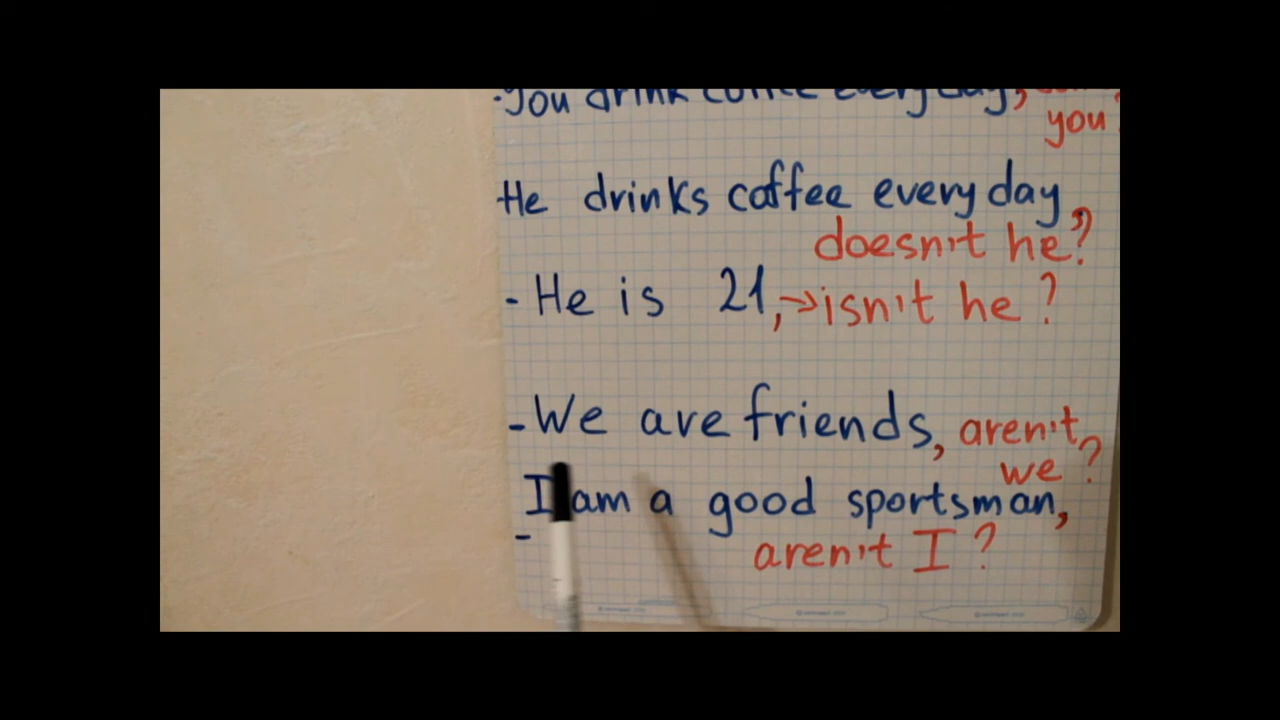 - You drink coffee every day,
you?
He drinks coffee every day,
doesn't he?
- He is 21, → isn't he?
- We are friends, aren't
we?
I am a good sportsman,
- aren't I?